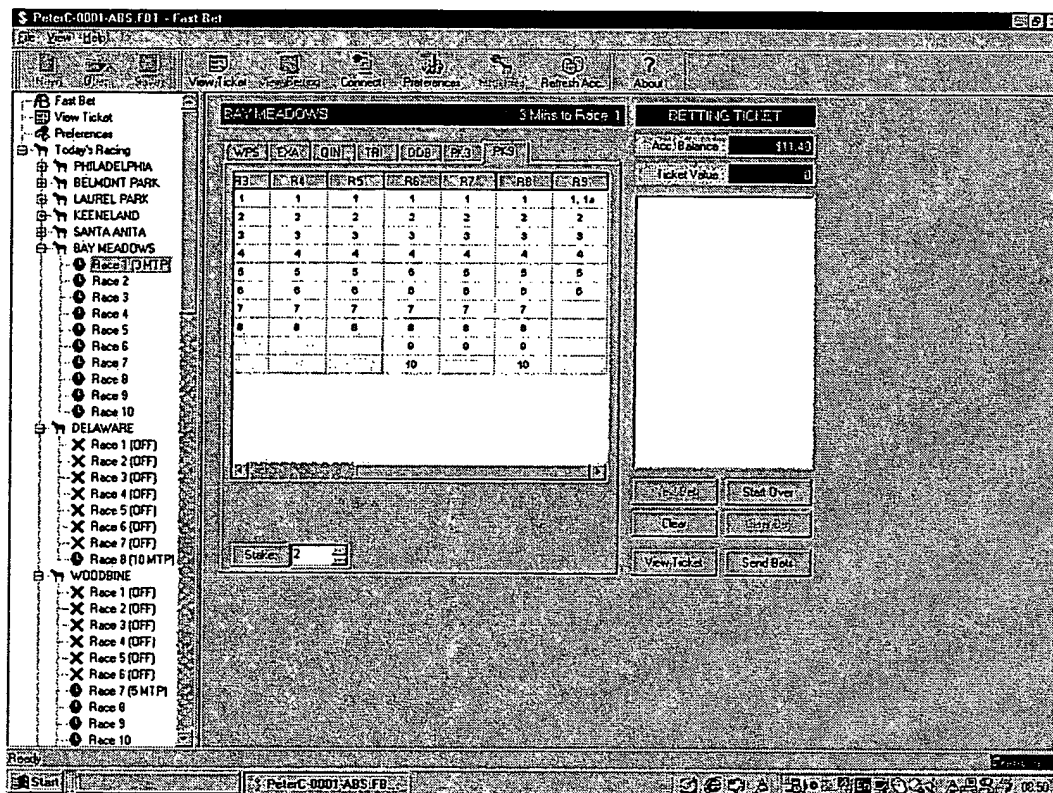 $ PeterC-0001-ABS.FB1 - Fast Bet
File View Help
View Ticket Connect Preferences Refresh Acc. About
Fast Bet
View Ticket
Preferences
Today's Racing
PHILADELPHIA
BELMONT PARK
LAUREL PARK
KEENELAND
SANTA ANITA
BAY MEADOWS
Race 1 (3 MTP)
Race 2
Race 3
Race 4
Race 5
Race 6
Race 7
Race 8
Race 9
Race 10
DELAWARE
Race 1 (OFF)
Race 2 (OFF)
Race 3 (OFF)
Race 4 (OFF)
Race 5 (OFF)
Race 6 (OFF)
Race 7 (OFF)
Race 8 (10 MTP)
WOODBINE
Race 1 (OFF)
Race 2 (OFF)
Race 3 (OFF)
Race 4 (OFF)
Race 5 (OFF)
Race 6 (OFF)
Race 7 (5 MTP)
Race 8
Race 9
Race 10
BAY MEADOWS 3 Mins to Race 1
WPS EXA QIN TRI DDB PK3 PK9
R3 R4 R5 R6 R7 R8 R9
1 1 1 1 1 1 1, 1a
2 2 2 2 2 2 2
3 3 3 3 3 3 3
4 4 4 4 4 4 4
5 5 5 5 5 5 5
6 6 6 6 6 6 6
7 7 7 7 7 7
8 8 8 8 8 8
9 9 9
10 10
Stake: 2
BETTING TICKET
Acc. Balance $11.40
Ticket Value 0
Start Over
Clear
View Ticket Send Bets
Ready
Start $ PeterC-0001-ABS.FB... 08:50